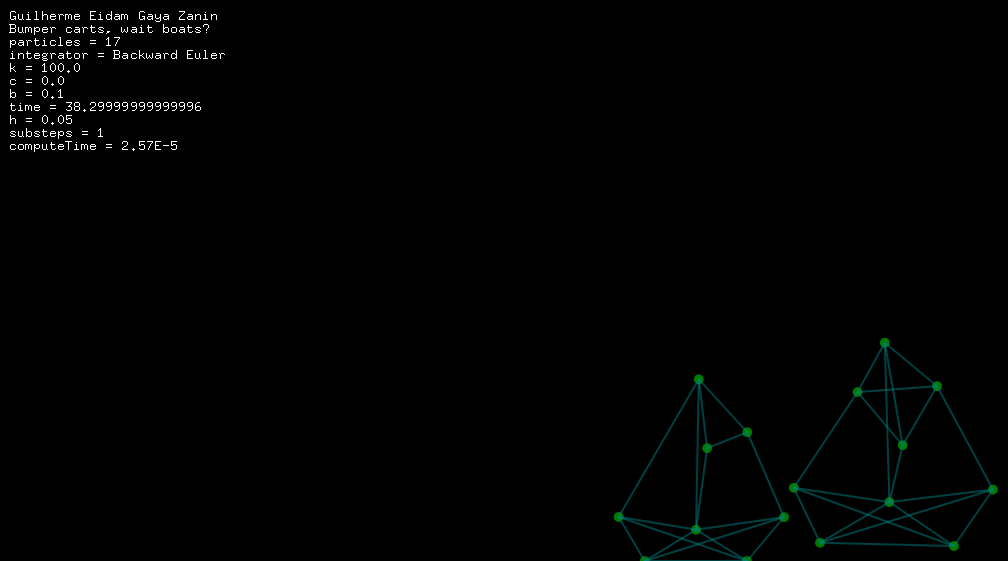 Guilherme Eidam Gaya Zanin
Bumper carts, wait boats?
particles = 17
integrator = Backward Euler
k = 100.0
c = 0.0
b = 0.1
time = 38.29999999999996
h = 0.05
substeps = 1
computeTime = 2.57E-5